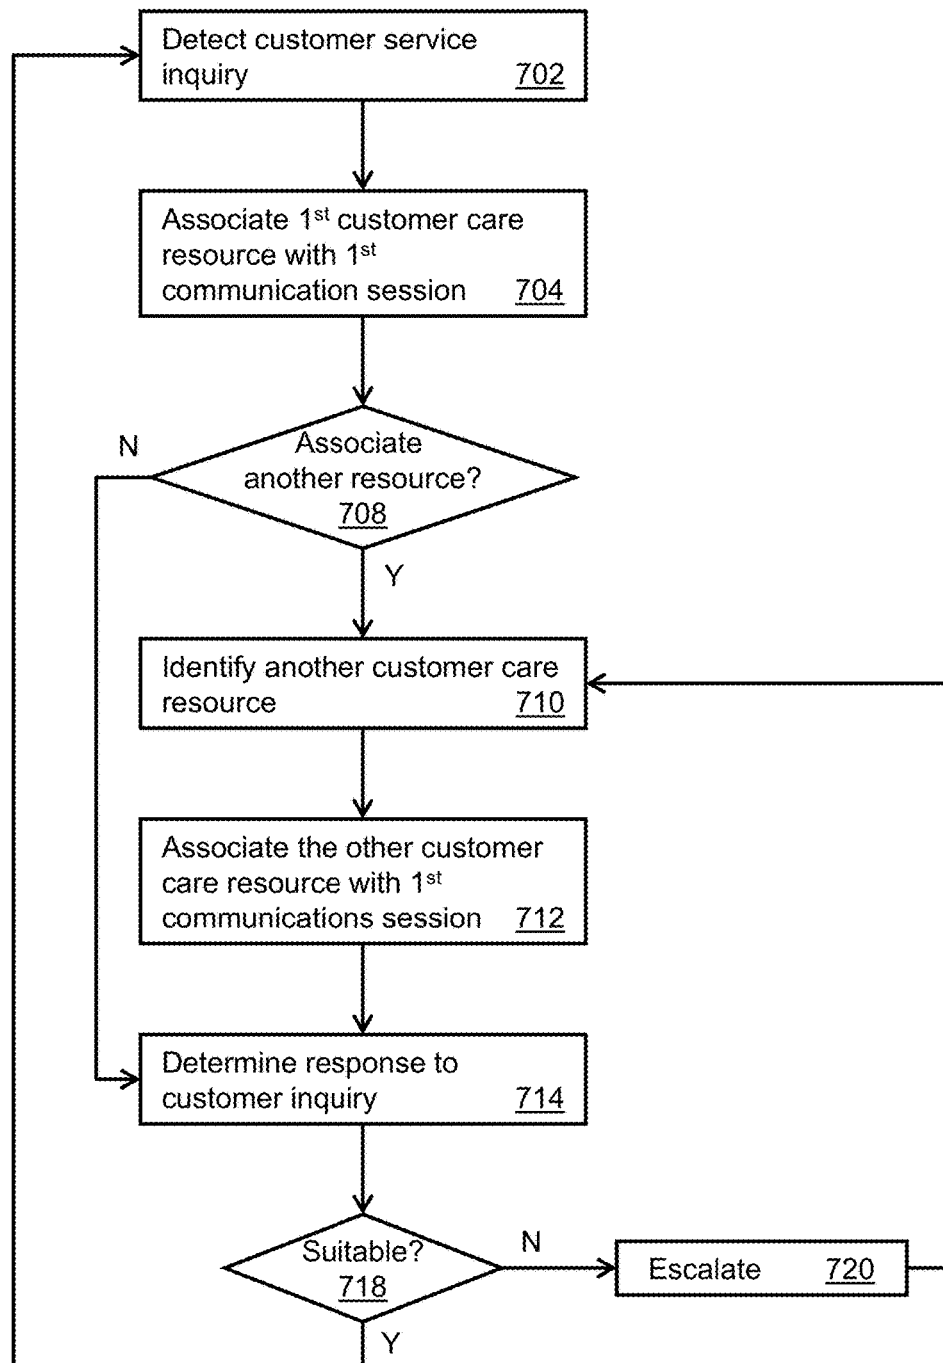 Detect customer service
inquiry 702
Associate 1st customer care
resource with 1st
communication session 704
N
Associate
another resource?
708
Y
Identify another customer care
resource 710
Associate the other customer
care resource with 1st
communications session 712
Determine response to
customer inquiry 714
Suitable?
718
N
Escalate 720
Y